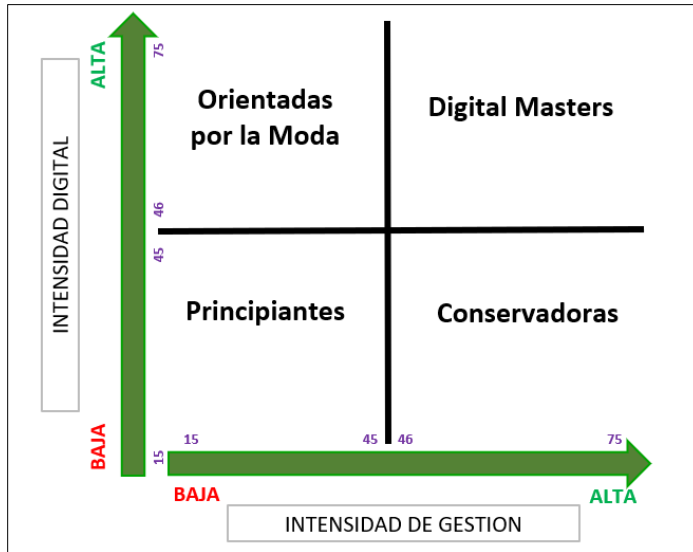 ALTA
75
INTENSIDAD DIGITAL
Orientadas
por la Moda
Digital Masters
46
45
Principiantes
Conservadoras
BAJA
15
15
45
46
75
BAJA
ALTA
INTENSIDAD DE GESTION